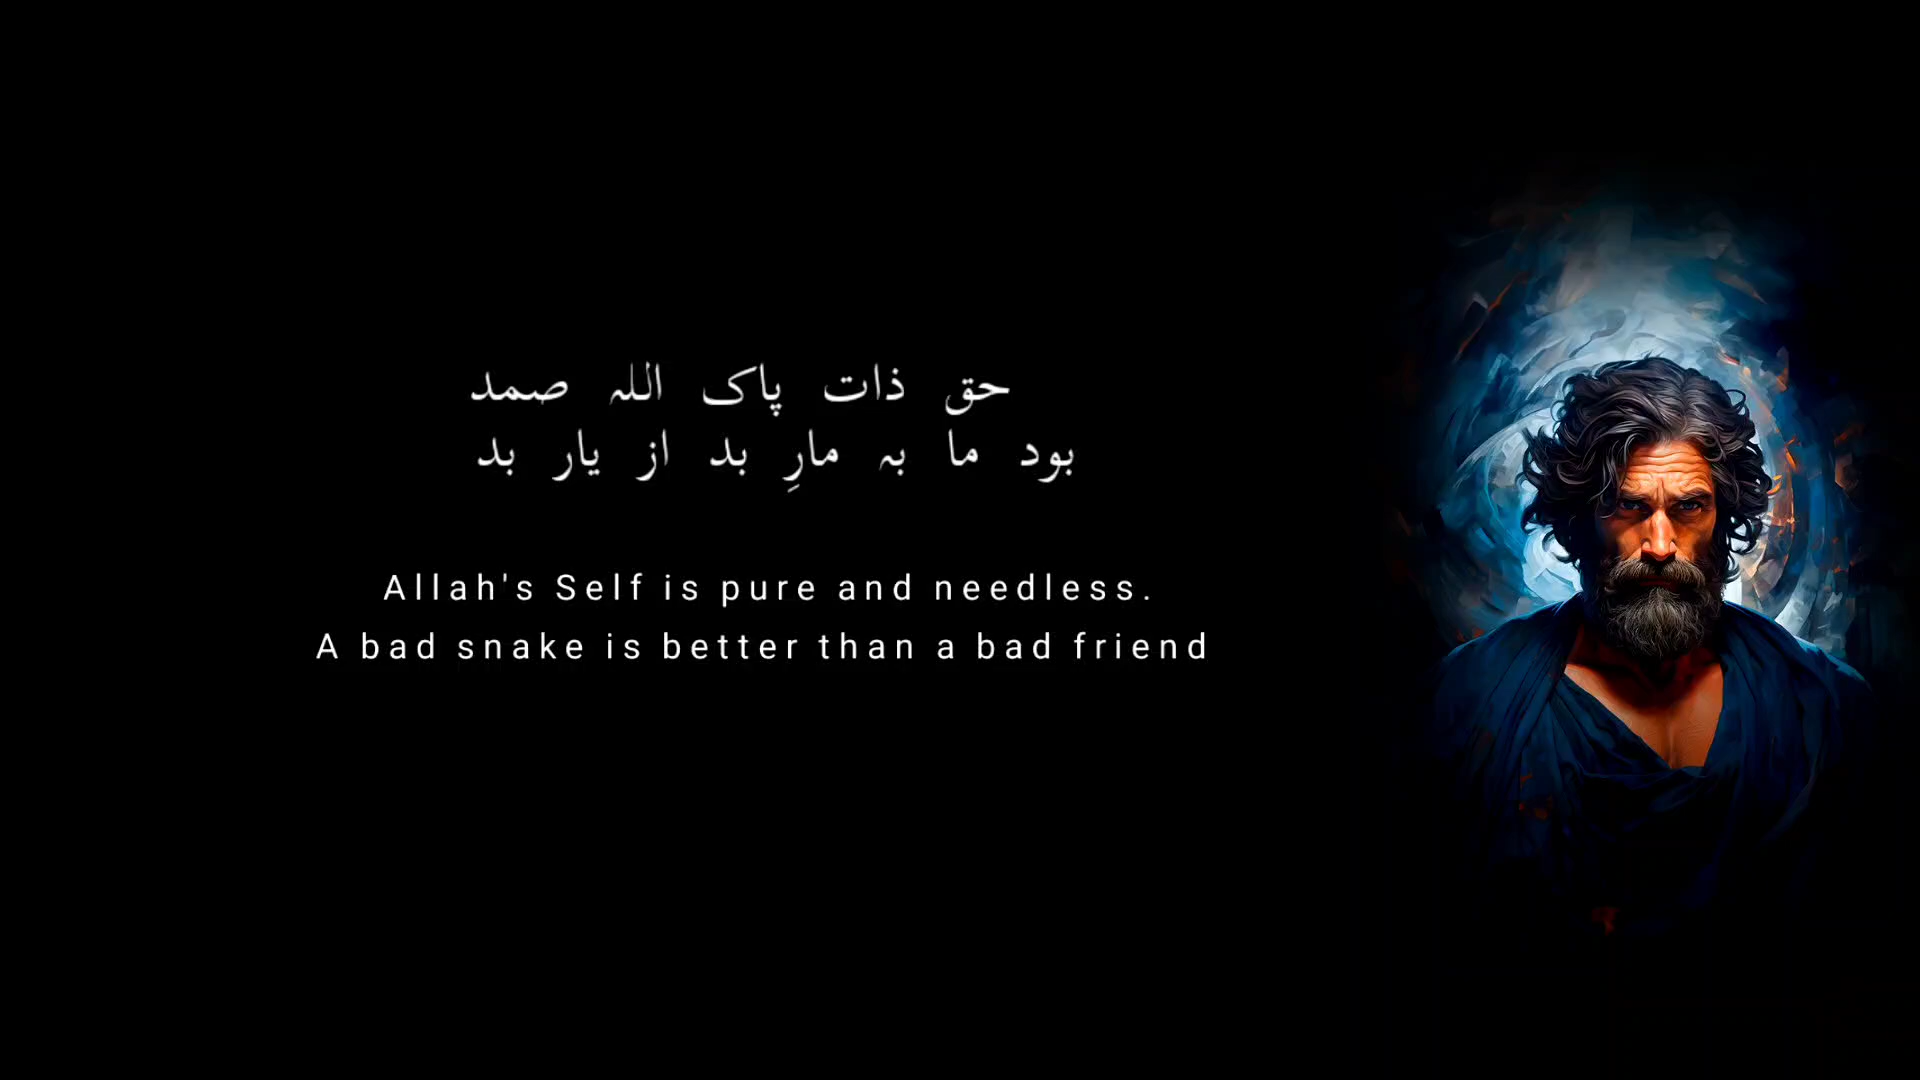 حق ذات پاک اللہ صمد
بود ما بہ مارِ بد از یار بد
Allah's Self is pure and needless.
A bad snake is better than a bad friend